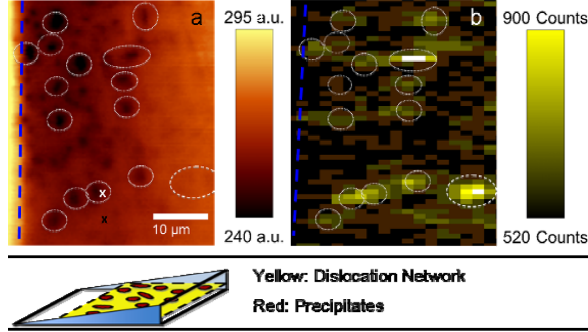 295 a.u.
a
240 a.u.
x
x
10 μm
b
900 Counts
520 Counts
Yellow: Dislocation Network
Red: Precipitates